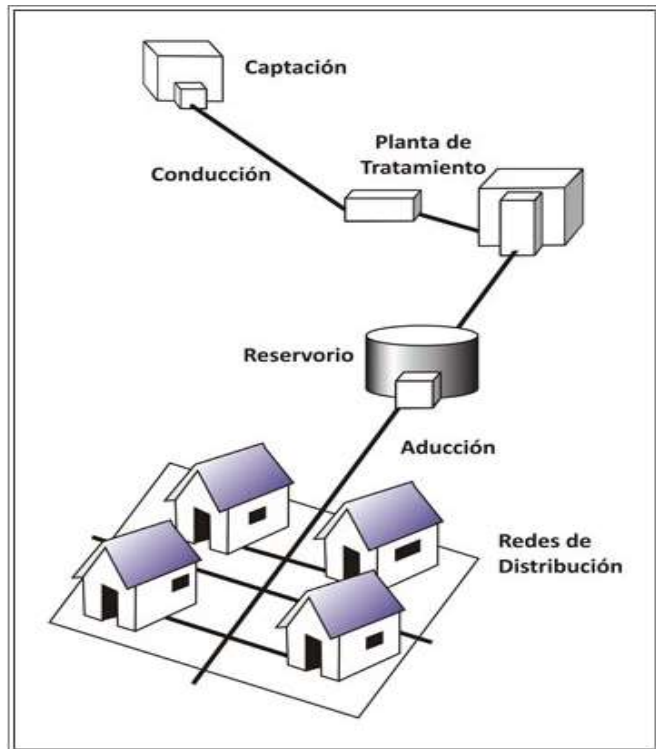 Captación
Planta de
Tratamiento
Conducción
Reservorio
Aducción
Redes de
Distribución